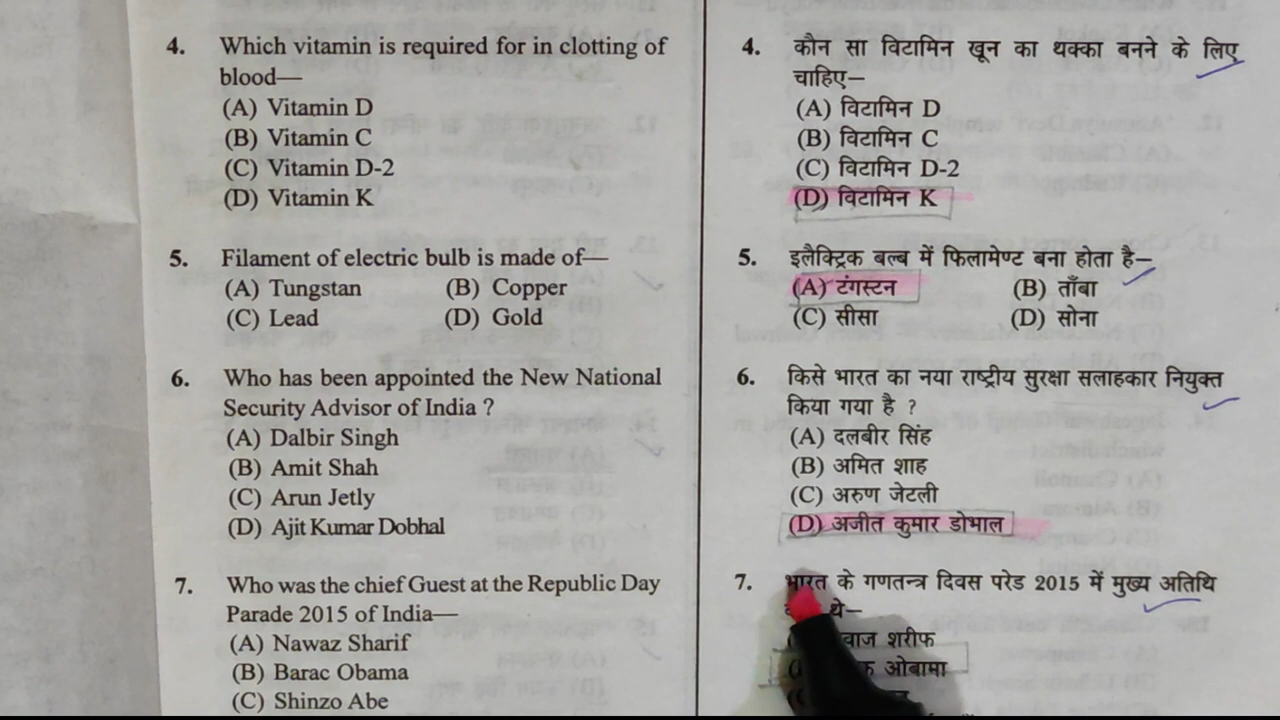 4. Which vitamin is required for in clotting of
blood—
(A) Vitamin D
(B) Vitamin C
(C) Vitamin D-2
(D) Vitamin K
5. Filament of electric bulb is made of—
(A) Tungstan (B) Copper
(C) Lead (D) Gold
6. Who has been appointed the New National
Security Advisor of India ?
(A) Dalbir Singh
(B) Amit Shah
(C) Arun Jetly
(D) Ajit Kumar Dobhal
7. Who was the chief Guest at the Republic Day
Parade 2015 of India—
(A) Nawaz Sharif
(B) Barac Obama
(C) Shinzo Abe
4. कौन सा विटामिन खून का थक्का बनने के लिए
चाहिए–
(A) विटामिन D
(B) विटामिन C
(C) विटामिन D-2
(D) विटामिन K
5. इलैक्ट्रिक बल्ब में फिलामेण्ट बना होता है–
(A) टंगस्टन (B) ताँबा
(C) सीसा (D) सोना
6. किसे भारत का नया राष्ट्रीय सुरक्षा सलाहकार नियुक्त
किया गया है ?
(A) दलबीर सिंह
(B) अमित शाह
(C) अरुण जेटली
(D) अजीत कुमार डोभाल
7. भारत के गणतन्त्र दिवस परेड 2015 में मुख्य अतिथि
थे–
शरीफ
ओबामा